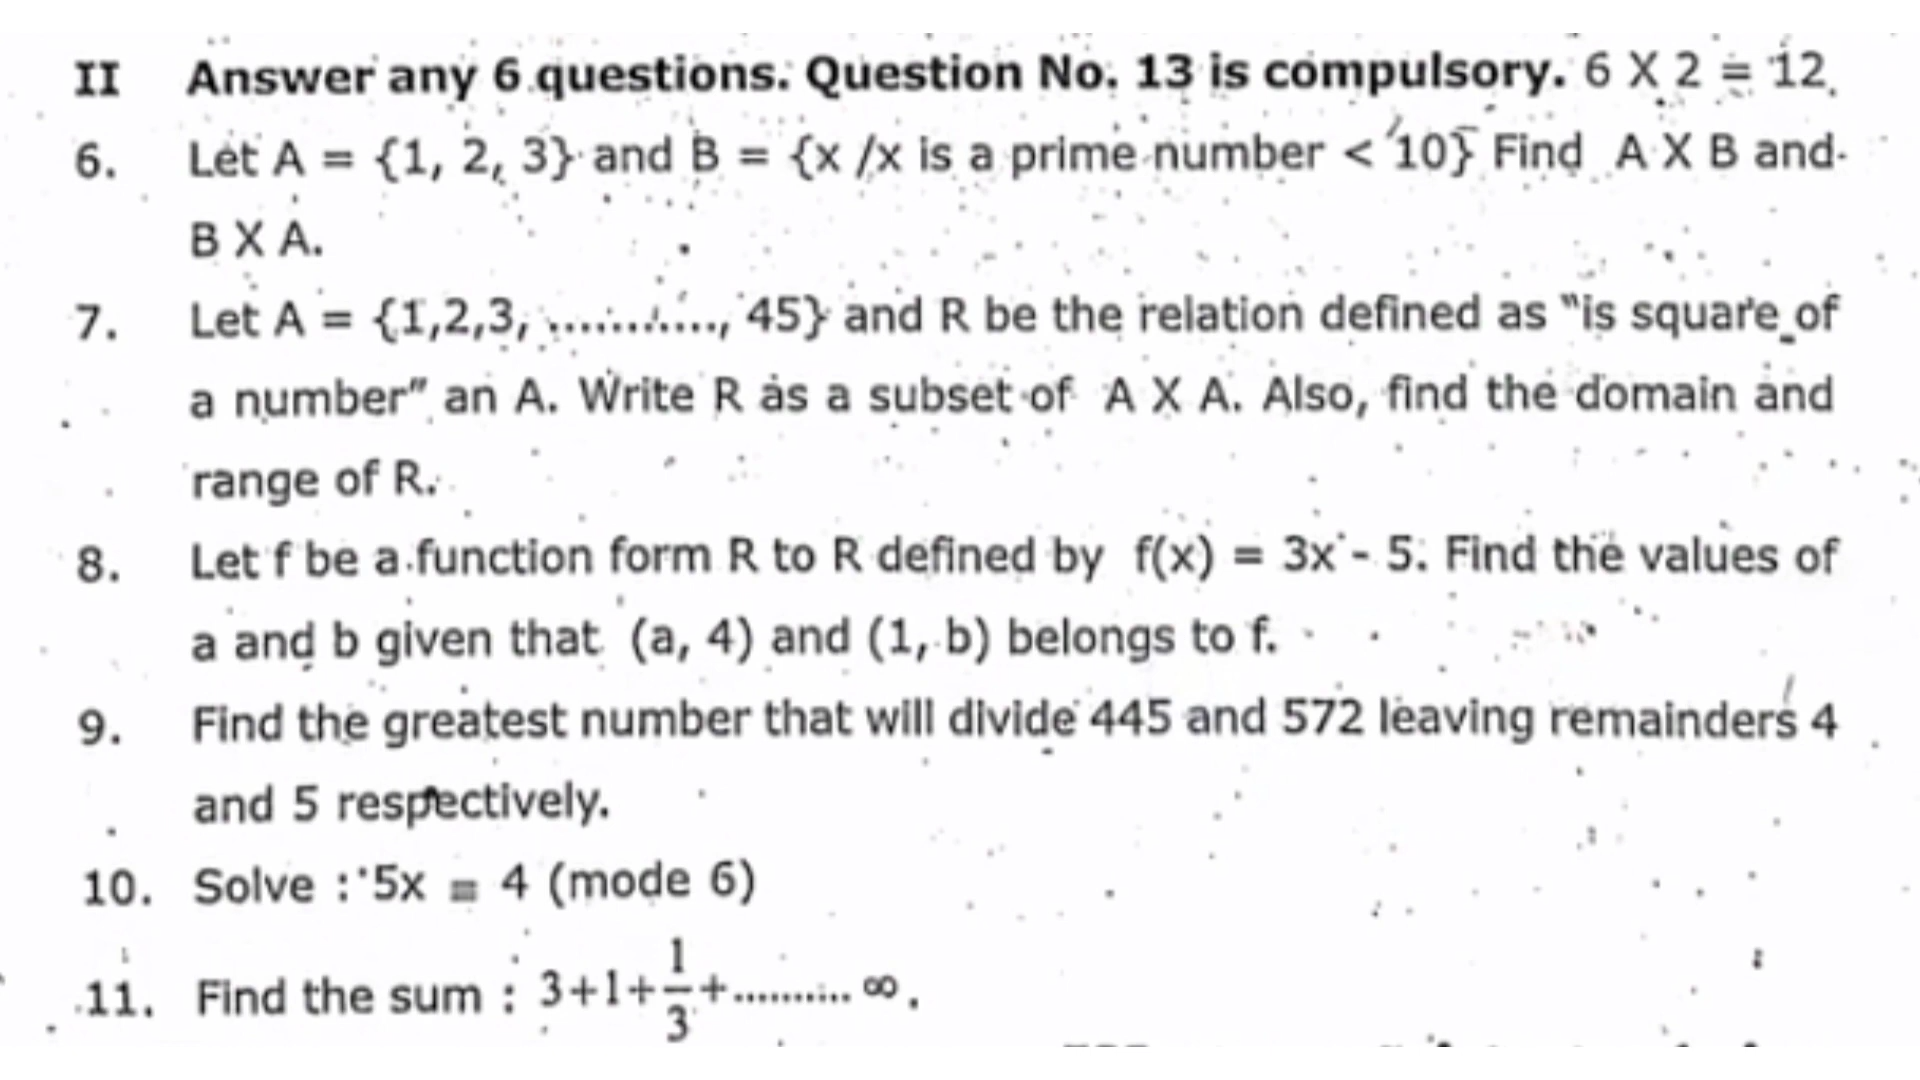 II Answer any 6 questions. Question No. 13 is compulsory. 6 X 2 = 12
6. Let A = {1, 2, 3} and B = {x /x is a prime number < 10} Find A X B and
B X A.
7. Let A = {1,2,3, ............, 45} and R be the relation defined as "is square of
a number" an A. Write R as a subset of A X A. Also, find the domain and
range of R.
8. Let f be a function form R to R defined by f(x) = 3x - 5. Find the values of
a and b given that (a, 4) and (1, b) belongs to f.
9. Find the greatest number that will divide 445 and 572 leaving remainders 4
and 5 respectively.
10. Solve : 5x ≡ 4 (mode 6)
11. Find the sum : 3+1+1/3+........... ∞.